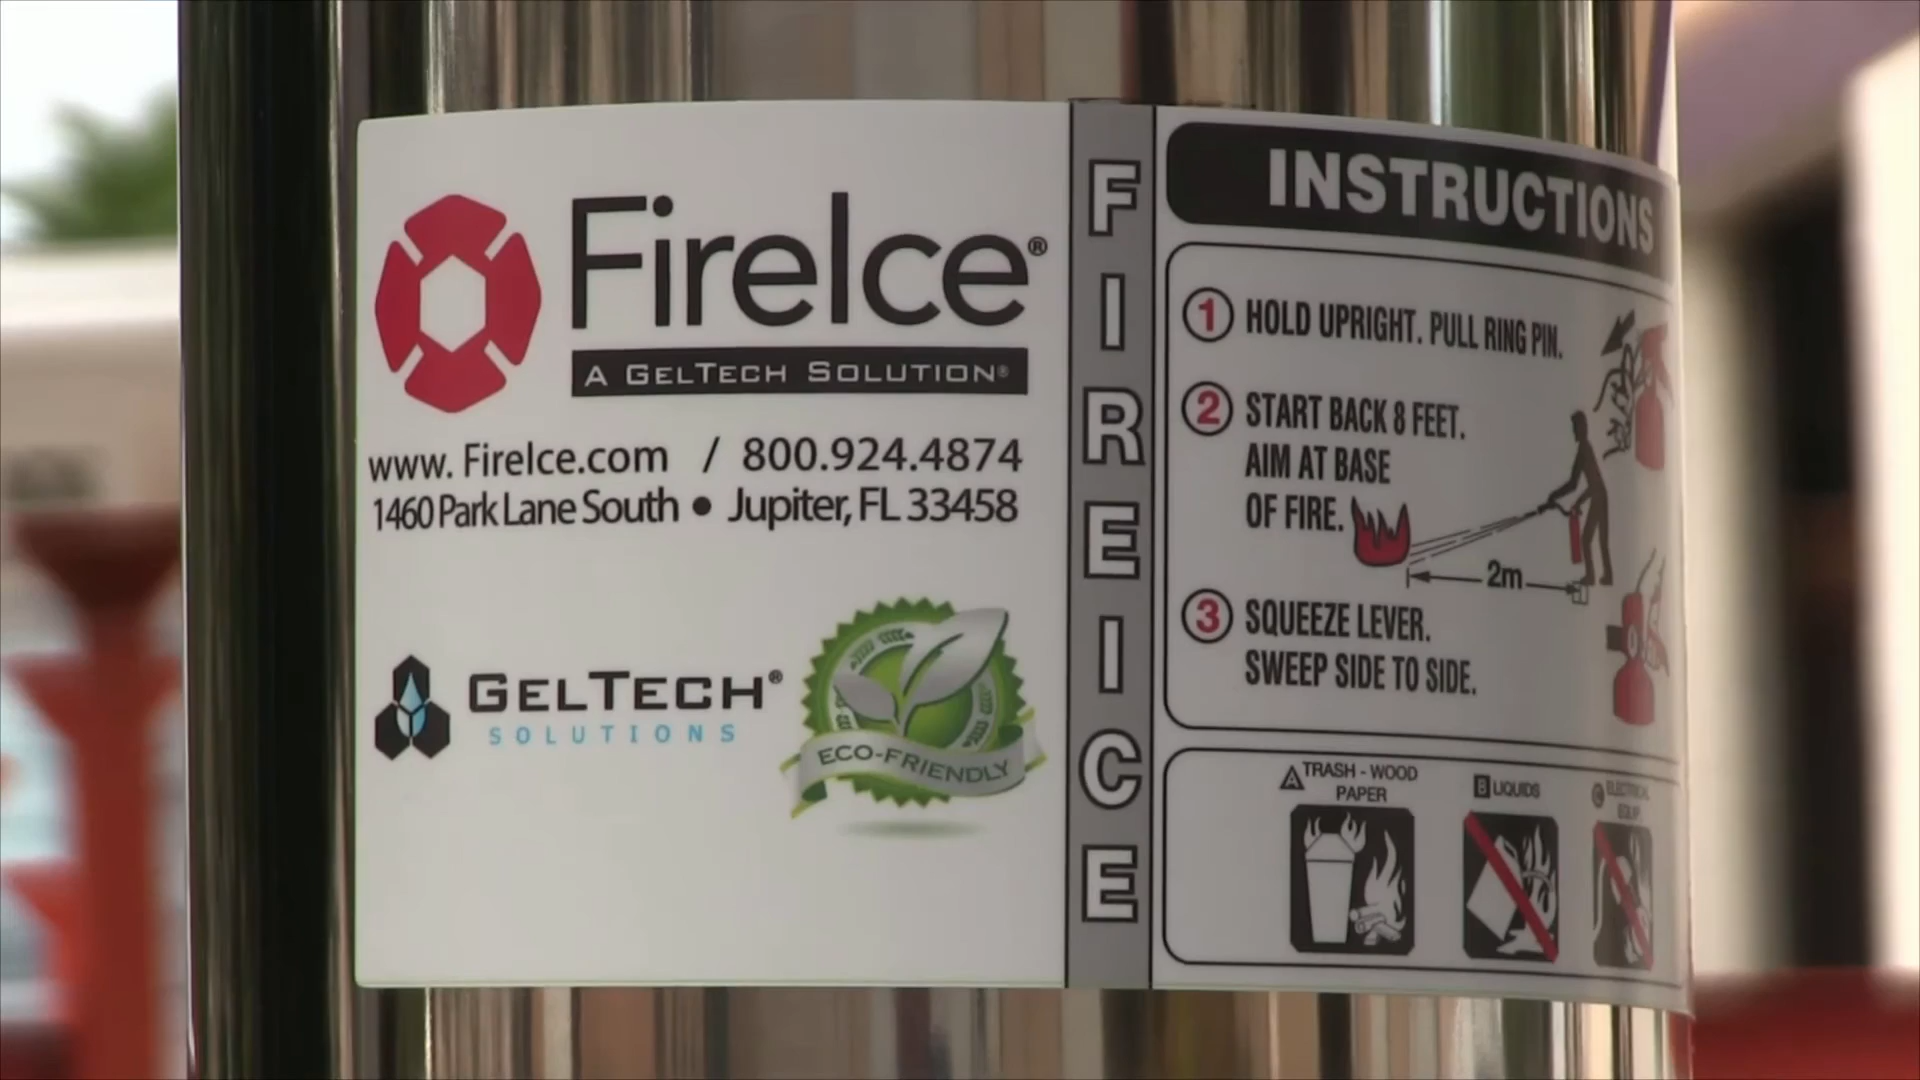 FireIce®
A GELTECH SOLUTION®
www. FireIce.com / 800.924.4874
1460 Park Lane South • Jupiter, FL 33458
GELTECH®
SOLUTIONS
ECO-FRIENDLY
FIREICE
INSTRUCTIONS
1 HOLD UPRIGHT. PULL RING PIN.
2 START BACK 8 FEET.
AIM AT BASE
OF FIRE.
2m
3 SQUEEZE LEVER.
SWEEP SIDE TO SIDE.
A TRASH - WOOD
PAPER
B LIQUIDS
C ELECTRICAL
EQUIP.